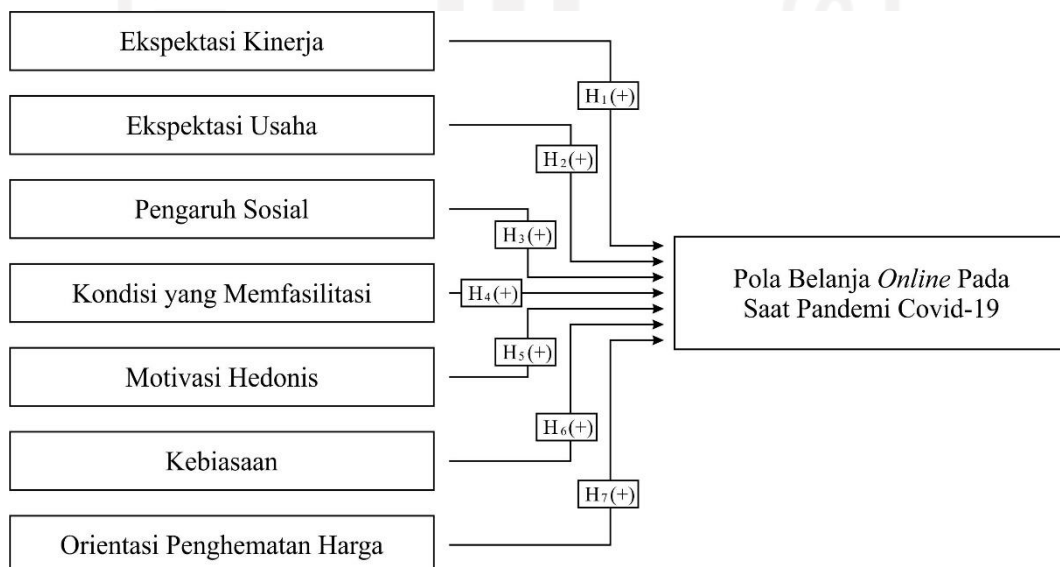 Ekspektasi Kinerja
H₁(+)
Ekspektasi Usaha
H₂(+)
Pengaruh Sosial
H₃(+)
Kondisi yang Memfasilitasi
H₄(+)
Pola Belanja Online Pada
Saat Pandemi Covid-19
Motivasi Hedonis
H₅(+)
Kebiasaan
H₆(+)
Orientasi Penghematan Harga
H₇(+)